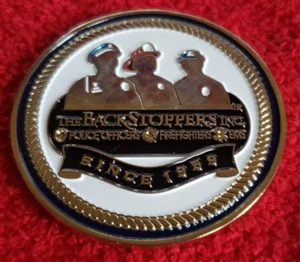 THE BACKSTOPPERS INC.
POLICE OFFICERS FIREFIGHTERS EMS
SINCE 1959